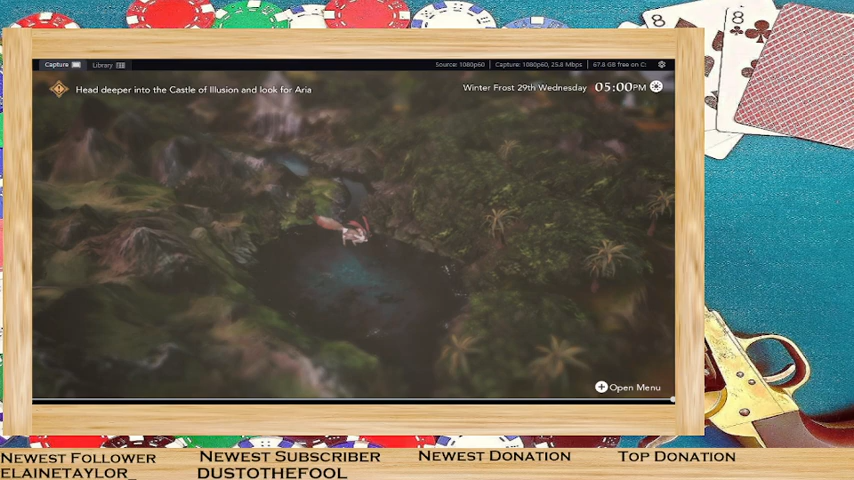 8 8
Capture
Library
Source: 1080p60 Capture: 1080p60, 25.8 Mbps 67.8 GB free on C:
Head deeper into the Castle of Illusion and look for Aria
Winter Frost 29th Wednesday 05:00PM
Open Menu
NEWEST FOLLOWER NEWEST SUBSCRIBER NEWEST DONATION TOP DONATION
ELAINETAYLOR_ DUSTOTHEFOOL